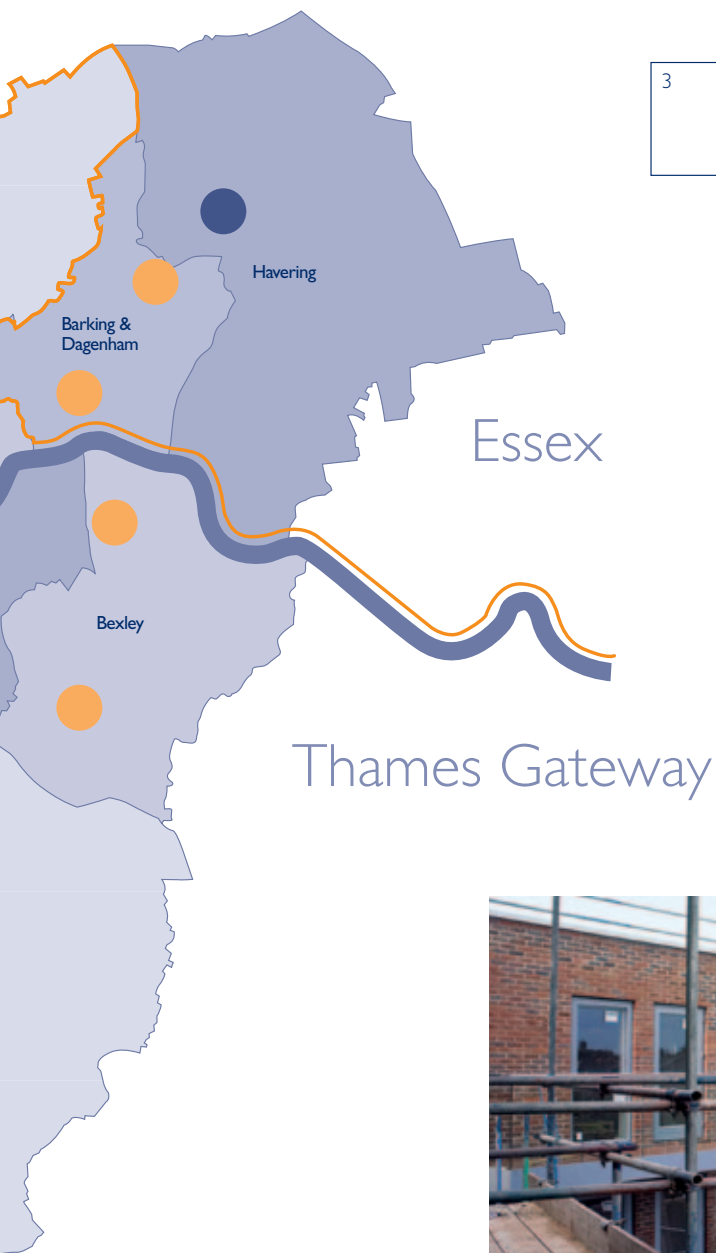 3
Havering
Barking &
Dagenham
Essex
Bexley
Thames Gateway